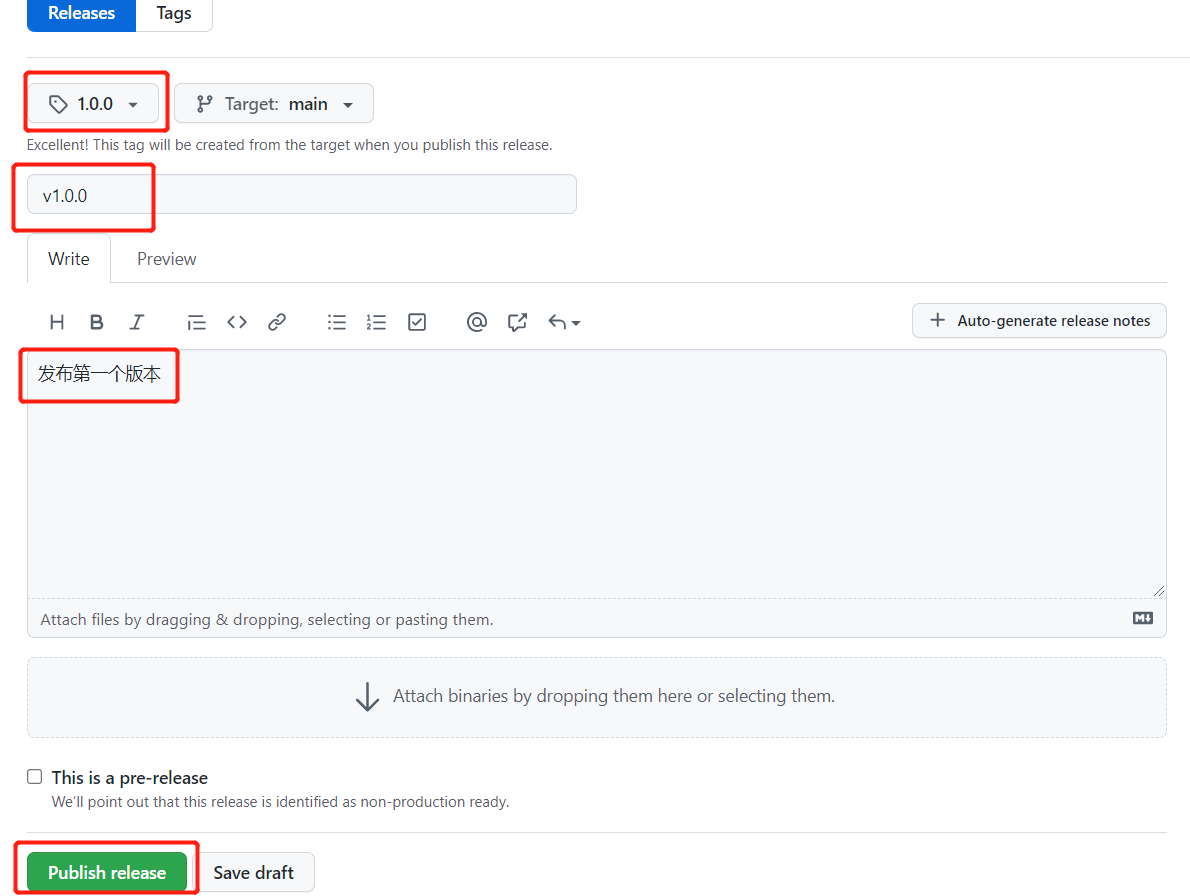 Releases Tags
1.0.0 Target: main
Excellent! This tag will be created from the target when you publish this release.
v1.0.0
Write Preview
H B I @ Auto-generate release notes
发布第一个版本
Attach files by dragging & dropping, selecting or pasting them.
M↓
Attach binaries by dropping them here or selecting them.
This is a pre-release
We'll point out that this release is identified as non-production ready.
Publish release Save draft